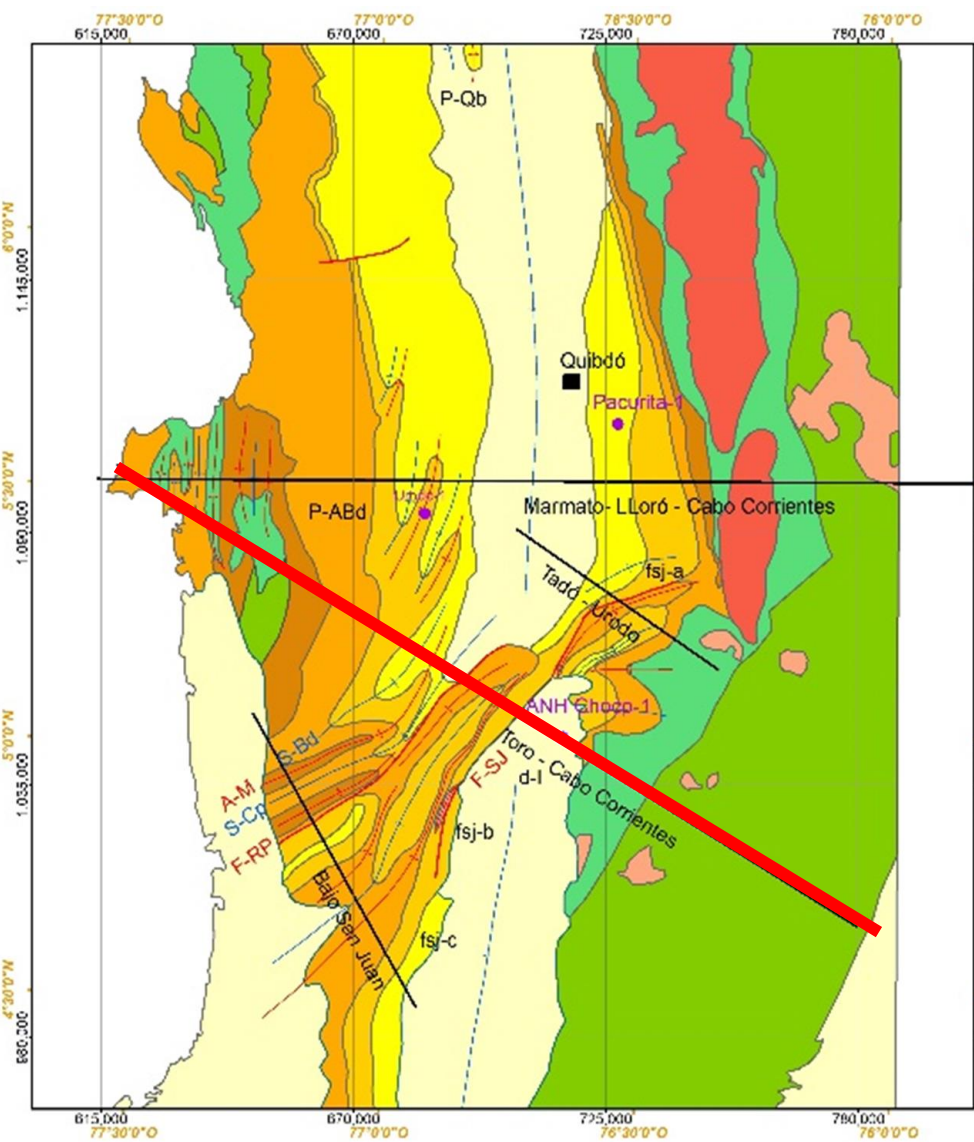 77°30'0"O 77°0'0"O 76°30'0"O 76°0'0"O
615,000 670,000 725,000 780,000
P-Qb
6°0'0"N
1.145,000
Quibdó
Pacurita-1
5°30'0"N
P-ABd
Marmato- LLoró - Cabo Corrientes
1.090,000
fsj-a
Tadó - Urodo
ANH Choco-1
5°0'0"N
S-Bd
Toro - Cabo Corrientes
d-I
1.035,000
A-M
F-SJ
S-Cp
fsj-b
F-RP
Bajo San Juan
fsj-c
4°30'0"N
980,000
615,000 670,000 725,000 780,000
77°30'0"O 77°0'0"O 76°30'0"O 76°0'0"O